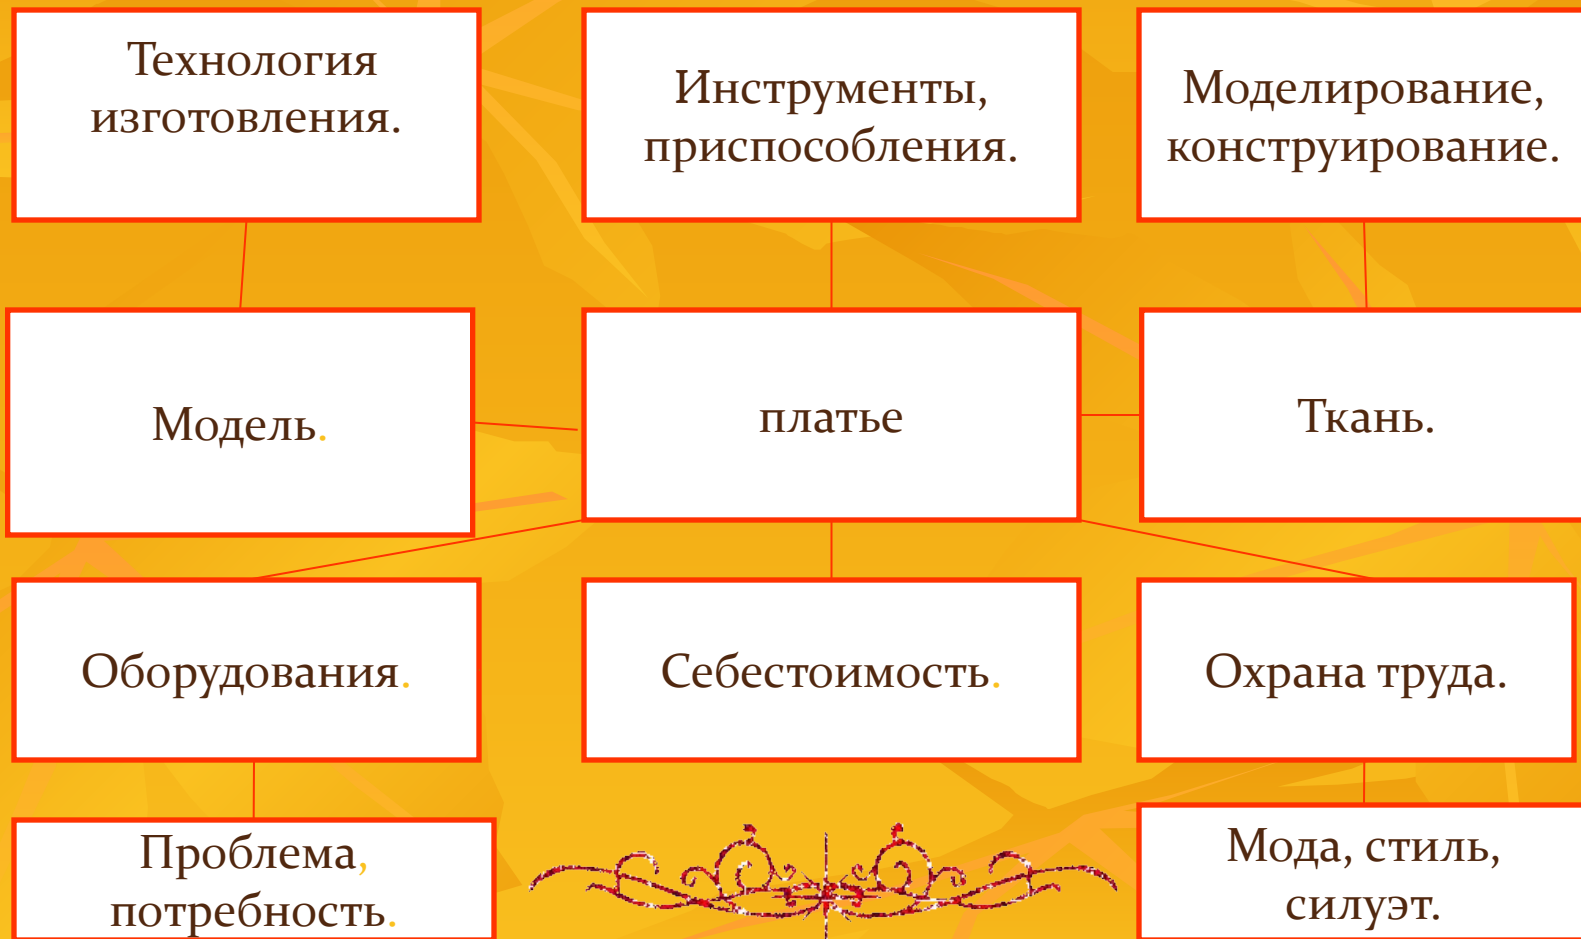 Технология
изготовления.
Инструменты,
приспособления.
Моделирование,
конструирование.
Модель.
платье
Ткань.
Оборудования.
Себестоимость.
Охрана труда.
Проблема,
потребность.
Мода, стиль,
силуэт.